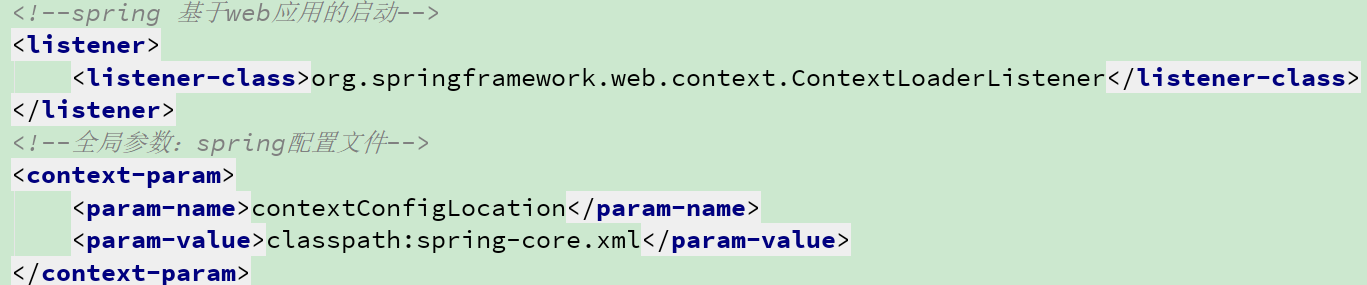 <!--spring 基于web应用的启动-->
<listener>
    <listener-class>org.springframework.web.context.ContextLoaderListener</listener-class>
</listener>
<!--全局参数：spring配置文件-->
<context-param>
    <param-name>contextConfigLocation</param-name>
    <param-value>classpath:spring-core.xml</param-value>
</context-param>